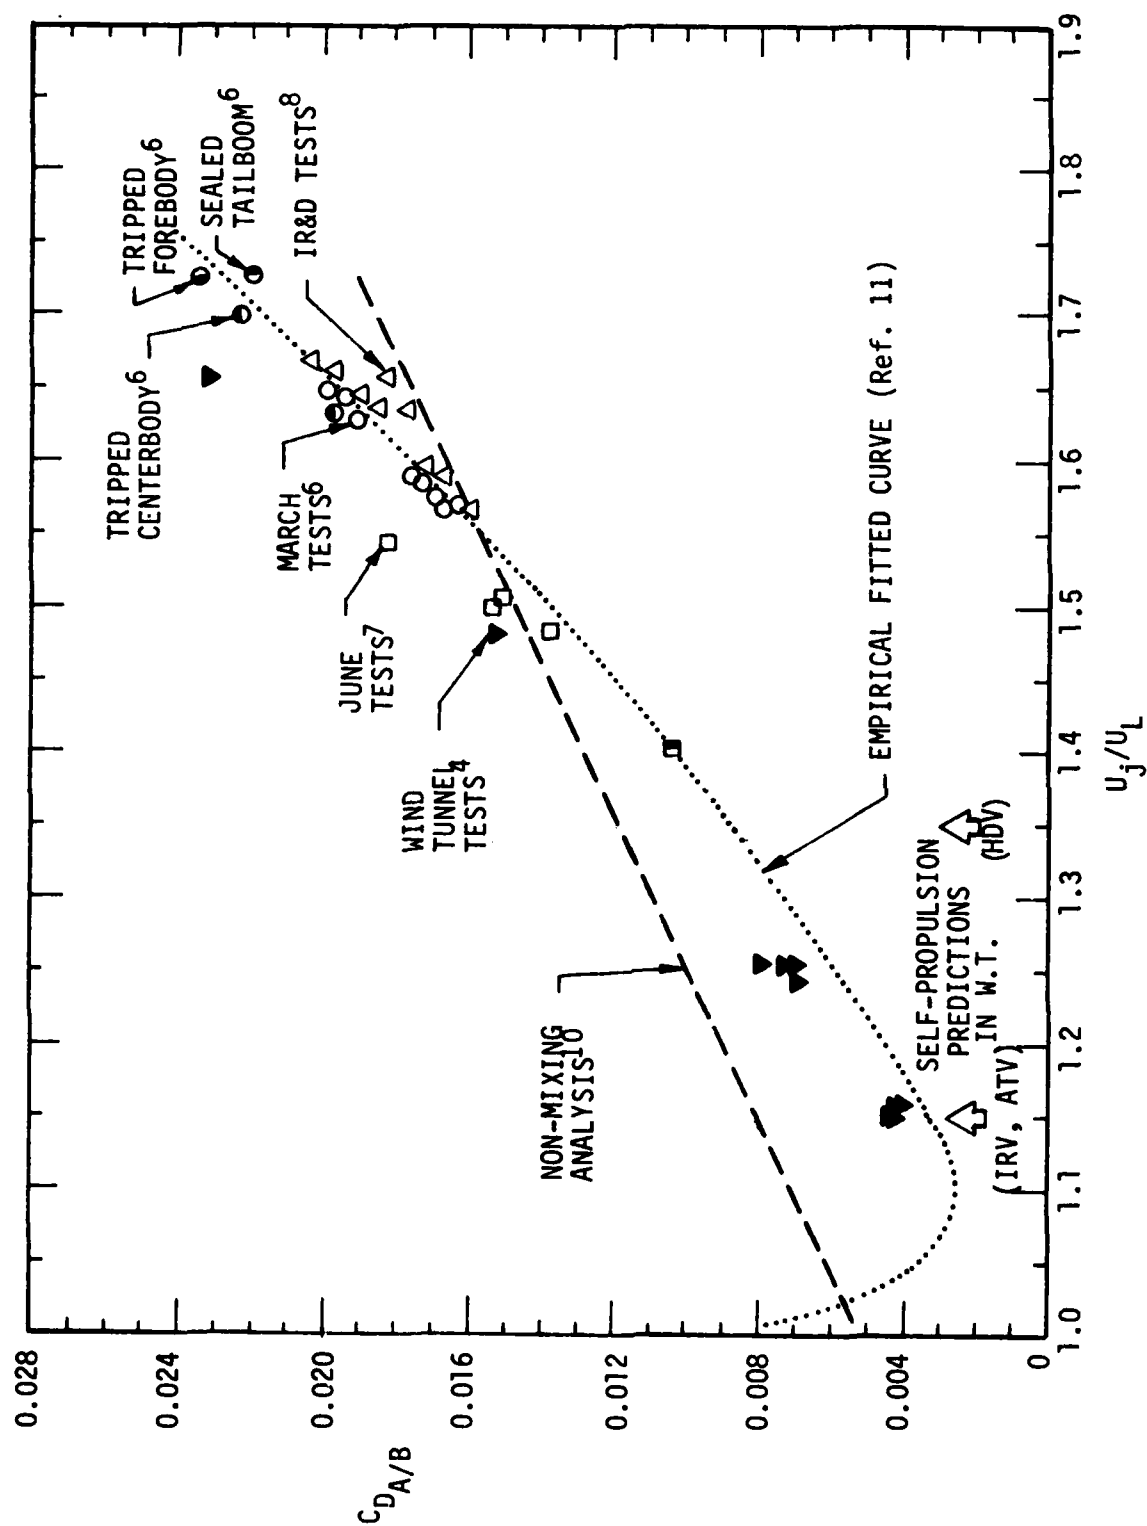 0.028
0.024
0.020
0.016
0.012
0.008
0.004
0
C_D_A/B
1.0
1.1
1.2
1.3
1.4
1.5
1.6
1.7
1.8
1.9
U_j/U_L
TRIPPED
FOREBODY⁶
SEALED
TAILBOOM⁶
TRIPPED
CENTERBODY⁶
IR&D TESTS⁸
MARCH
TESTS⁶
JUNE
TESTS⁷
WIND
TUNNEL
TESTS⁴
NON-MIXING
ANALYSIS¹⁰
EMPIRICAL FITTED CURVE (Ref. 11)
SELF-PROPULSION
PREDICTIONS
IN W.T.
(IRV, ATV)
(HDV)